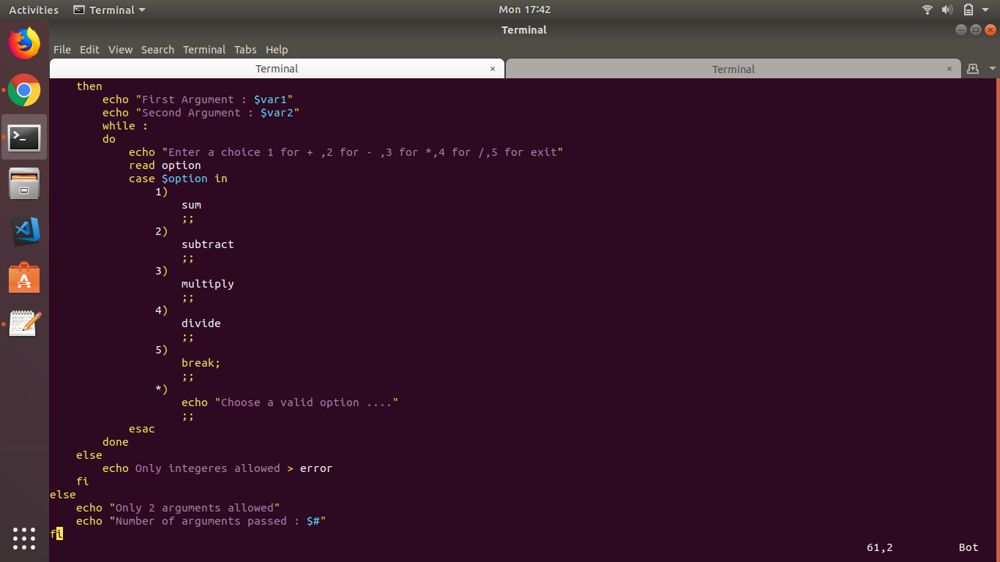 Activities Terminal Mon 17:42
Terminal
File Edit View Search Terminal Tabs Help
Terminal × Terminal ×
    then
        echo "First Argument : $var1"
        echo "Second Argument : $var2"
        while :
        do
            echo "Enter a choice 1 for + ,2 for - ,3 for *,4 for /,5 for exit"
            read option
            case $option in
                1)
                    sum
                    ;;
                2)
                    subtract
                    ;;
                3)
                    multiply
                    ;;
                4)
                    divide
                    ;;
                5)
                    break;
                    ;;
                *)
                    echo "Choose a valid option ...."
                    ;;
            esac
        done
    else
        echo Only integeres allowed > error
    fi
else
    echo "Only 2 arguments allowed"
    echo "Number of arguments passed : $#"
fi
61,2 Bot